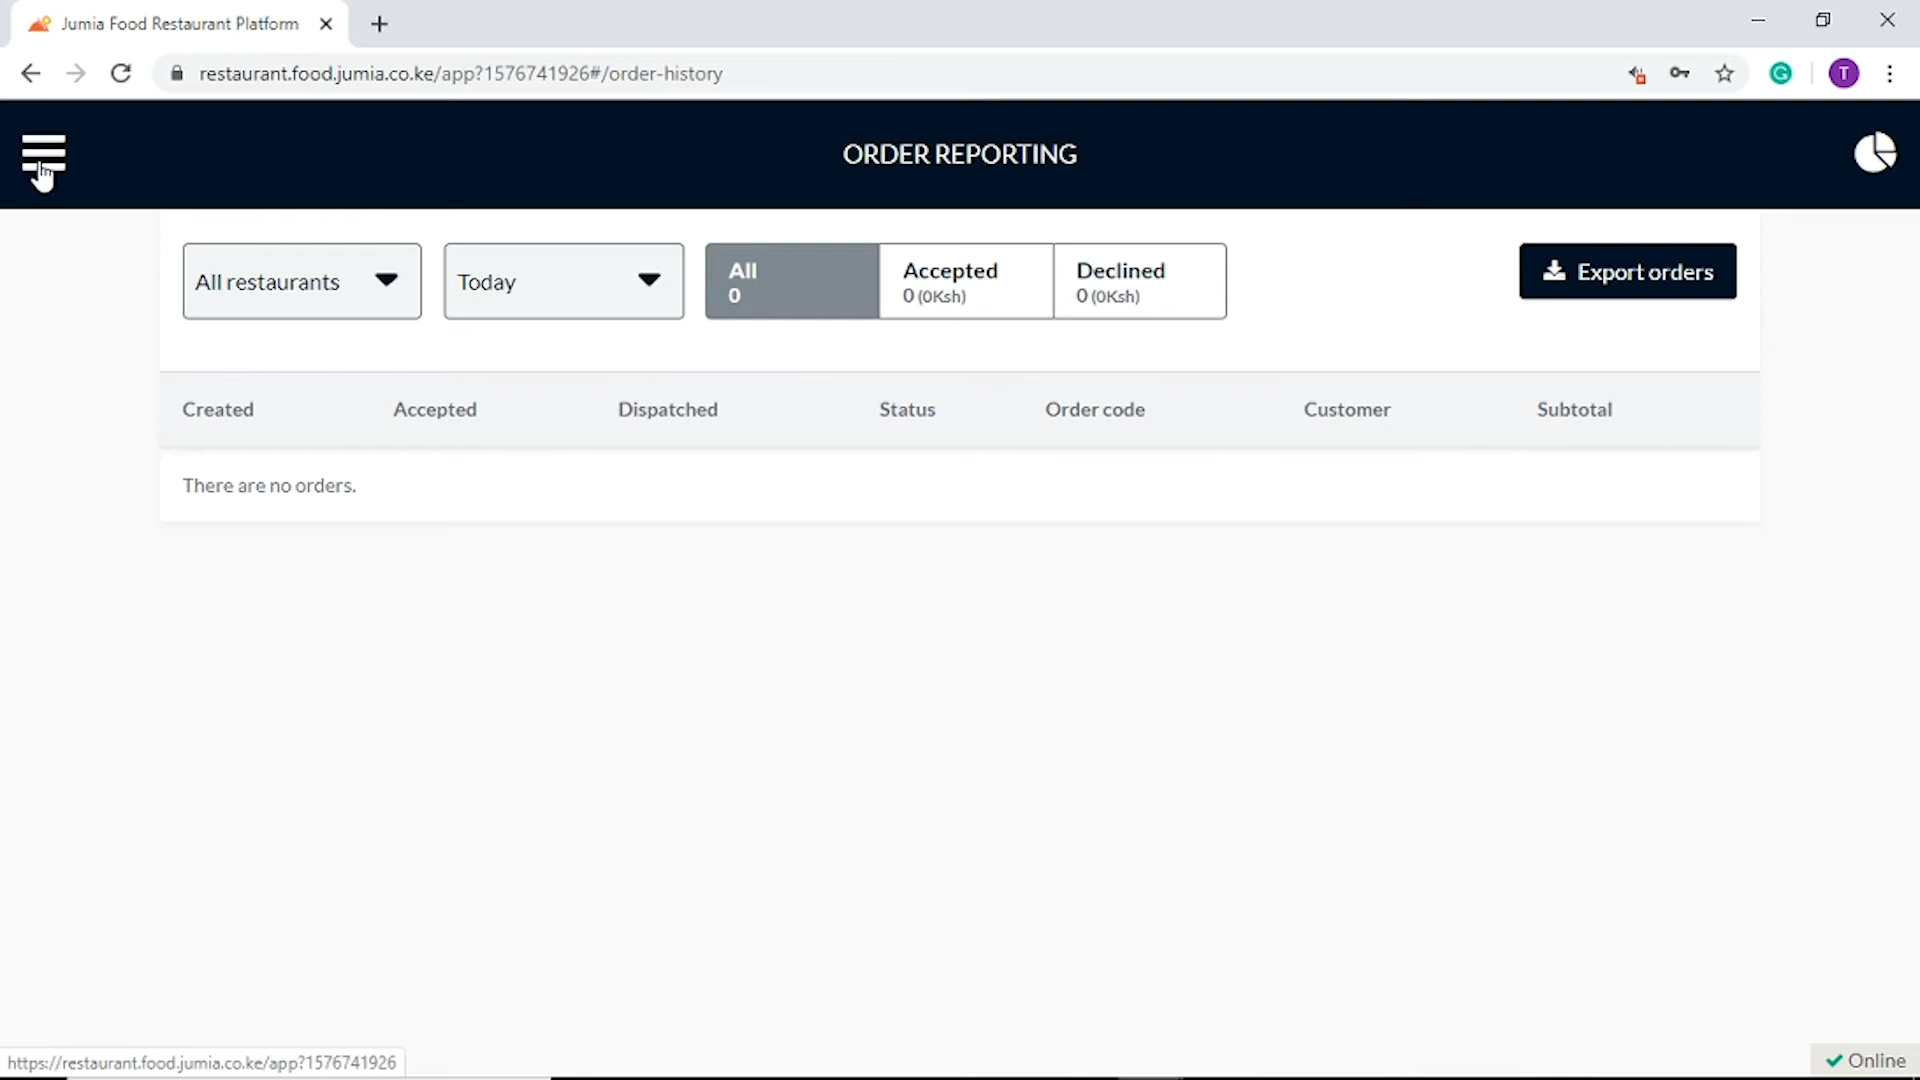 Jumia Food Restaurant Platform
restaurant.food.jumia.co.ke/app?1576741926#/order-history
T
ORDER REPORTING
All restaurants
Today
All
0
Accepted
0 (0Ksh)
Declined
0 (0Ksh)
Export orders
Created Accepted Dispatched Status Order code Customer Subtotal
There are no orders.
https://restaurant.food.jumia.co.ke/app?1576741926
Online